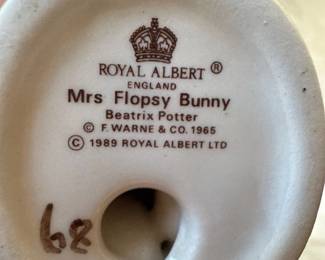 ROYAL ALBERT ®
ENGLAND
Mrs Flopsy Bunny
Beatrix Potter
© F. WARNE & CO. 1965
© 1989 ROYAL ALBERT LTD
68